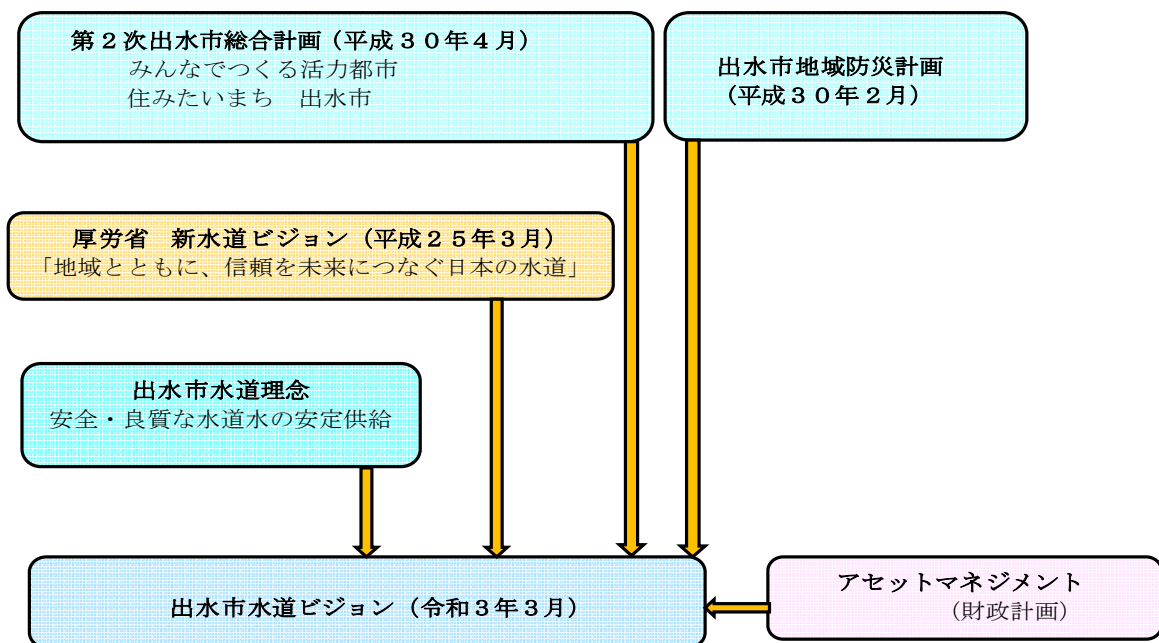 第２次出水市総合計画（平成３０年４月）
みんなでつくる活力都市
住みたいまち　出水市
出水市地域防災計画
（平成３０年２月）
厚労省　新水道ビジョン（平成２５年３月）
「地域とともに、信頼を未来につなぐ日本の水道」
出水市水道理念
安全・良質な水道水の安定供給
出水市水道ビジョン（令和３年３月）
アセットマネジメント
（財政計画）